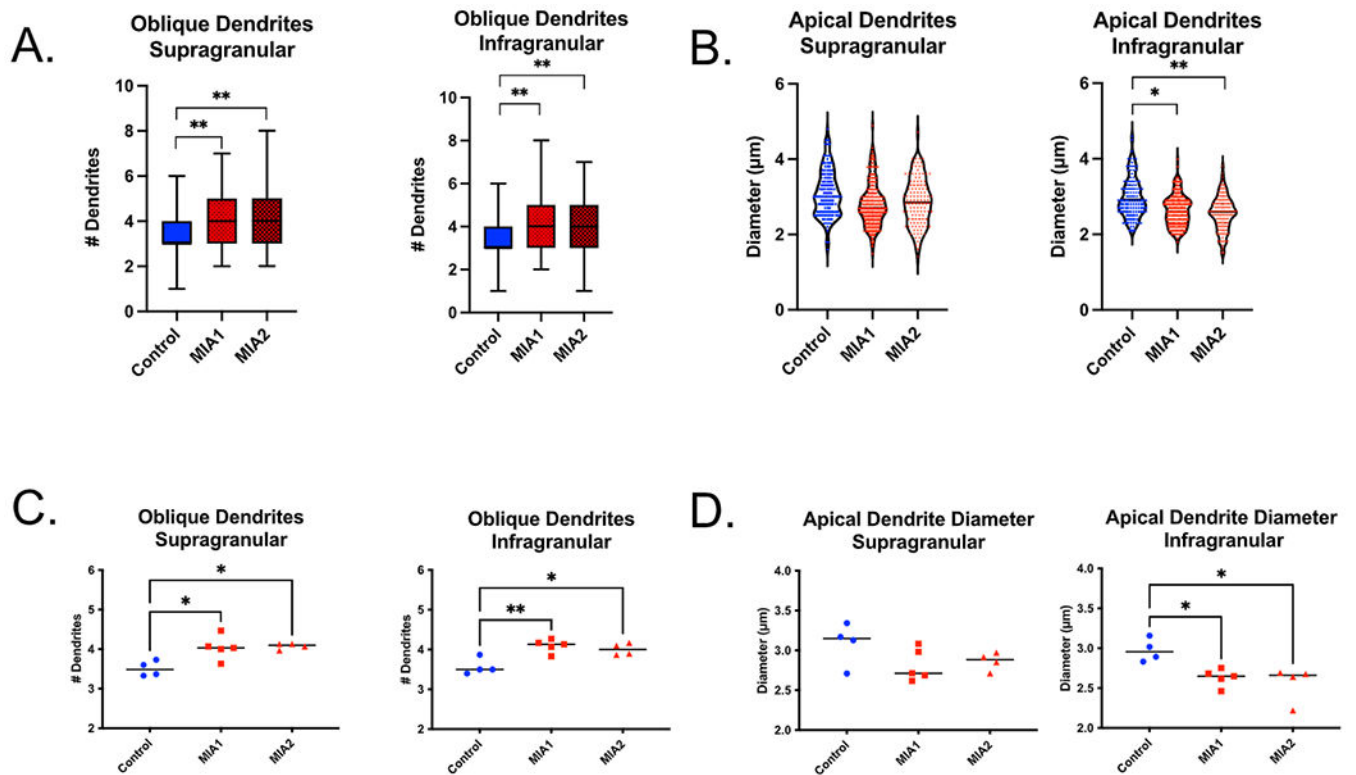 A.
Oblique Dendrites
Supragranular
# Dendrites
10
8
6
4
2
0
**
**
Control
MIA1
MIA2
Oblique Dendrites
Infragranular
# Dendrites
10
8
6
4
2
0
**
**
Control
MIA1
MIA2
B.
Apical Dendrites
Supragranular
Diameter (µm)
6
4
2
0
Control
MIA1
MIA2
Apical Dendrites
Infragranular
Diameter (µm)
6
4
2
0
**
*
Control
MIA1
MIA2
C.
Oblique Dendrites
Supragranular
# Dendrites
6
5
4
3
2
*
*
Control
MIA1
MIA2
Oblique Dendrites
Infragranular
# Dendrites
6
5
4
3
2
*
**
Control
MIA1
MIA2
D.
Apical Dendrite Diameter
Supragranular
Diameter (µm)
4.0
3.5
3.0
2.5
2.0
Control
MIA1
MIA2
Apical Dendrite Diameter
Infragranular
Diameter (µm)
4.0
3.5
3.0
2.5
2.0
*
*
Control
MIA1
MIA2